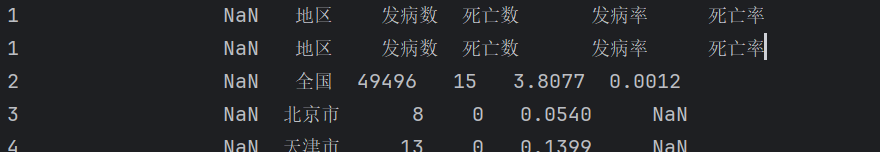 1 NaN 地区 发病数 死亡数 发病率 死亡率
1 NaN 地区 发病数 死亡数 发病率 死亡率
2 NaN 全国 49496 15 3.8077 0.0012
3 NaN 北京市 8 0 0.0540 NaN
4 NaN 天津市 13 0 0.1399 NaN